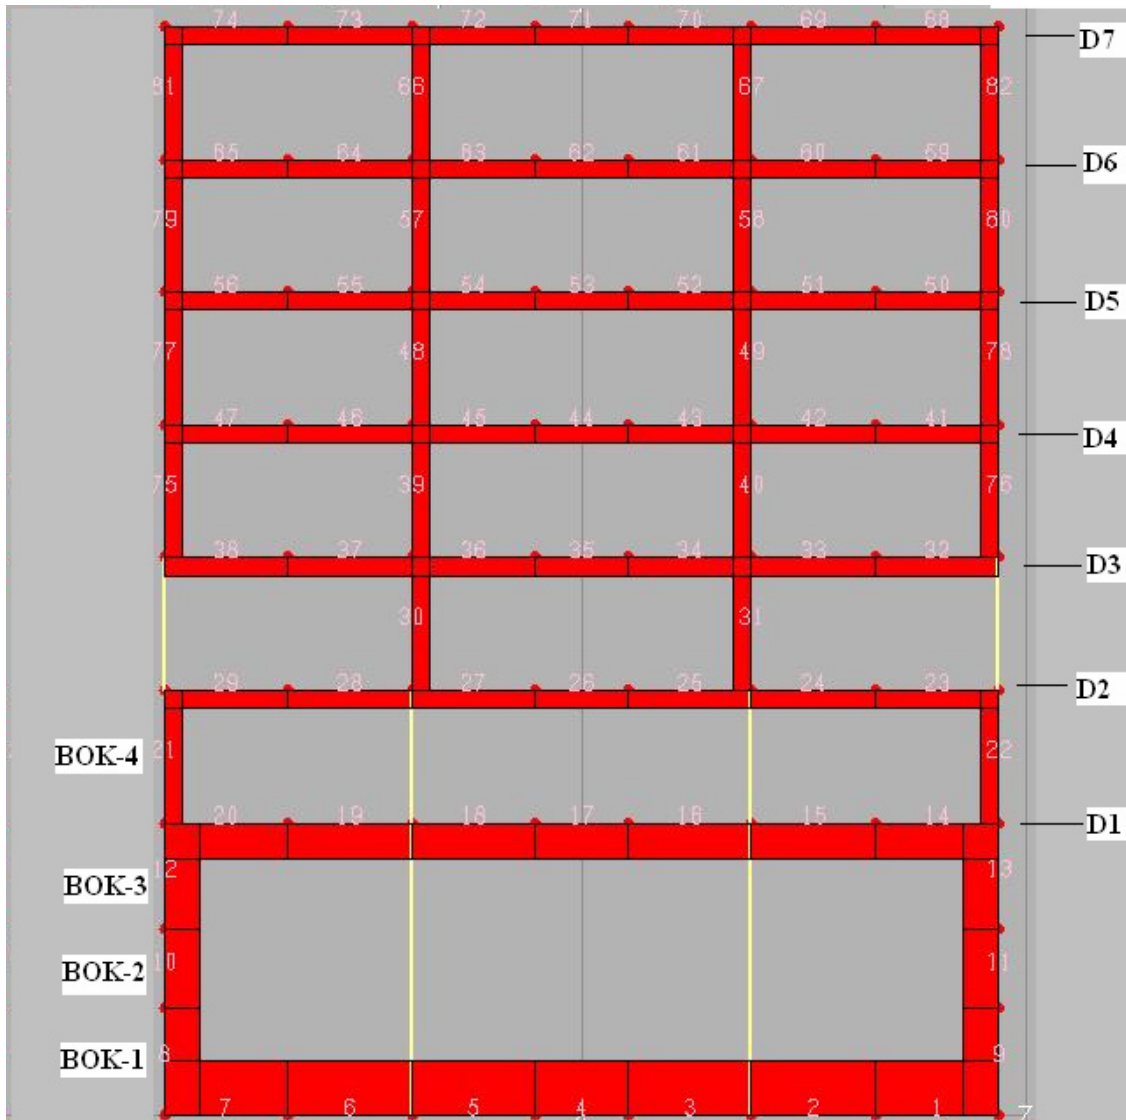 74 73 72 71 70 69 68
D7
81 66 67 82
65 64 63 62 61 60 59
D6
79 57 58 80
56 55 54 53 52 51 50
D5
77 48 49 78
47 46 45 44 43 42 41
D4
75 39 40 76
38 37 36 35 34 33 32
D3
30 31
29 28 27 26 25 24 23
D2
BOK-4 21 22
20 19 18 17 16 15 14
D1
12 13
BOK-3
10 11
BOK-2
BOK-1 8 9
7 6 5 4 3 2 1 Z